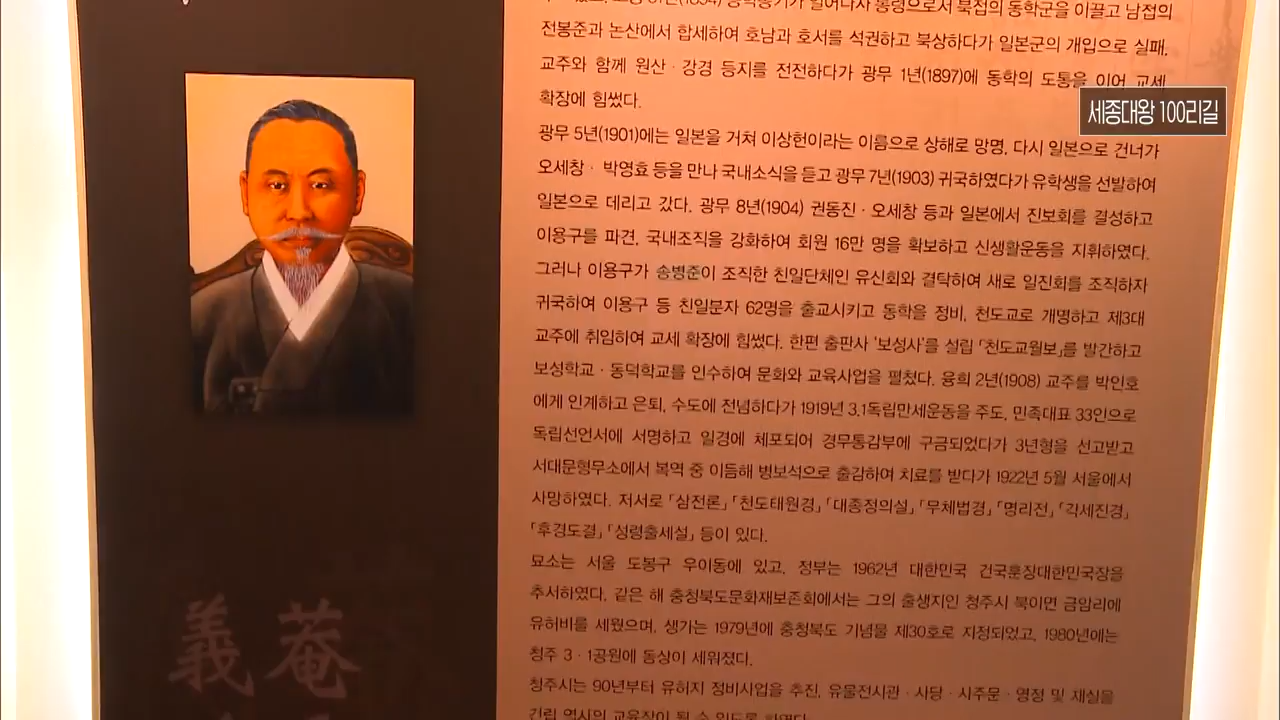 통령으로서 북접의 동학군을 이끌고 남접의
전봉준과 논산에서 합세하여 호남과 호서를 석권하고 북상하다가 일본군의 개입으로 실패.
교주와 함께 원산 · 강경 등지를 전전하다가 광무 1년(1897)에 동학의 도통을 이어 교세
확장에 힘썼다.
세종대왕 100리길
광무 5년(1901)에는 일본을 거쳐 이상헌이라는 이름으로 상해로 망명, 다시 일본으로 건너가
오세창 · 박영효 등을 만나 국내소식을 듣고 광무 7년(1903) 귀국하였다가 유학생을 선발하여
일본으로 데리고 갔다. 광무 8년(1904) 권동진 · 오세창 등과 일본에서 진보회를 결성하고
이용구를 파견, 국내조직을 강화하여 회원 16만 명을 확보하고 신생활운동을 지휘하였다.
그러나 이용구가 송병준이 조직한 친일단체인 유신회와 결탁하여 새로 일진회를 조직하자
귀국하여 이용구 등 친일분자 62명을 출교시키고 동학을 정비, 천도교로 개명하고 제3대
교주에 취임하여 교세 확장에 힘썼다. 한편 출판사 '보성사'를 설립 「천도교월보」를 발간하고
보성학교 · 동덕학교를 인수하여 문화와 교육사업을 펼쳤다. 융희 2년(1908) 교주를 박인호
에게 인계하고 은퇴, 수도에 전념하다가 1919년 3.1독립만세운동을 주도, 민족대표 33인으로
독립선언서에 서명하고 일경에 체포되어 경무통감부에 구금되었다가 3년형을 선고받고
서대문형무소에서 복역 중 이듬해 병보석으로 출감하여 치료를 받다가 1922년 5월 서울에서
사망하였다. 저서로 「삼전론」 「천도태원경」 「대종정의설」 「무체법경」 「명리전」 「각세진경」
「후경도결」 「성령출세설」 등이 있다.
묘소는 서울 도봉구 우이동에 있고, 정부는 1962년 대한민국 건국훈장대한민국장을
추서하였다. 같은 해 충청북도문화재보존회에서는 그의 출생지인 청주시 북이면 금암리에
유허비를 세웠으며, 생가는 1979년에 충청북도 기념물 제30호로 지정되었고, 1980년에는
청주 3 · 1공원에 동상이 세워졌다.
청주시는 90년부터 유허지 정비사업을 추진, 유물전시관 · 사당 · 시주문 · 영정 및 재실을
건립 역사의 교육장이 될 수 있도록 하였다.
義菴